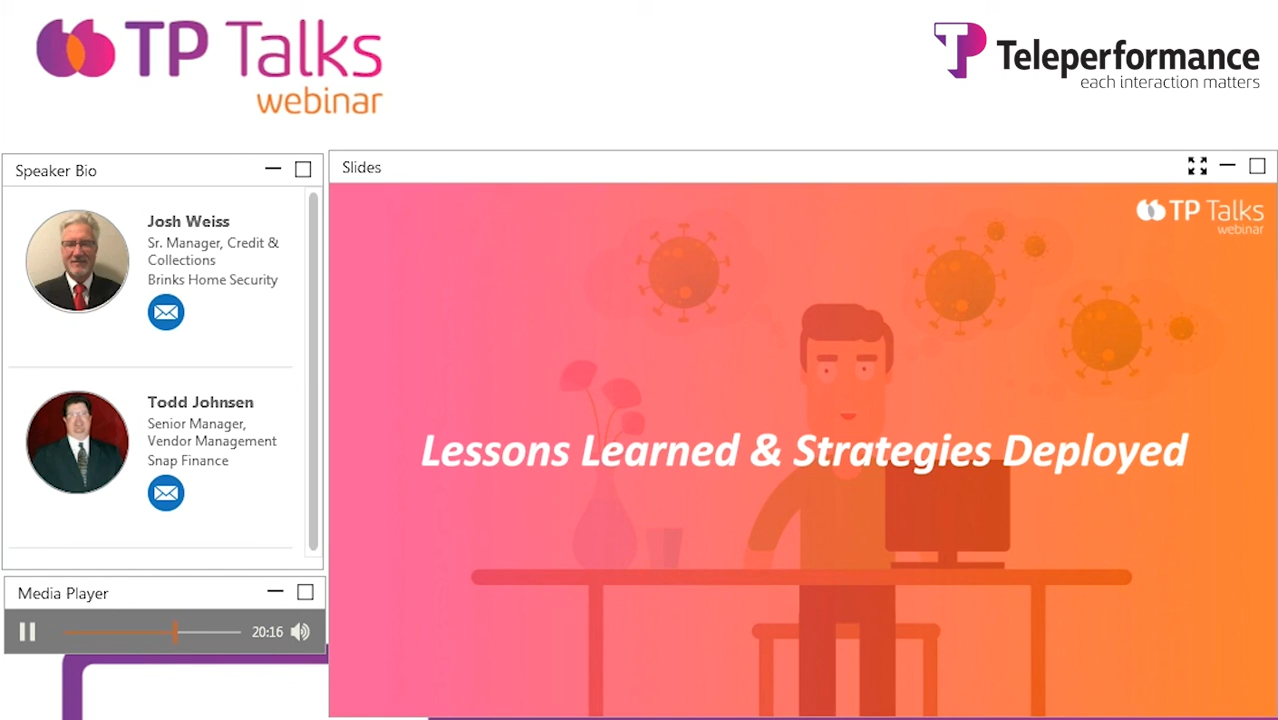 TP Talks
webinar
Teleperformance
each interaction matters
Speaker Bio
Josh Weiss
Sr. Manager, Credit &
Collections
Brinks Home Security
Todd Johnsen
Senior Manager,
Vendor Management
Snap Finance
Media Player
20:16
Slides
TP Talks
webinar
Lessons Learned & Strategies Deployed